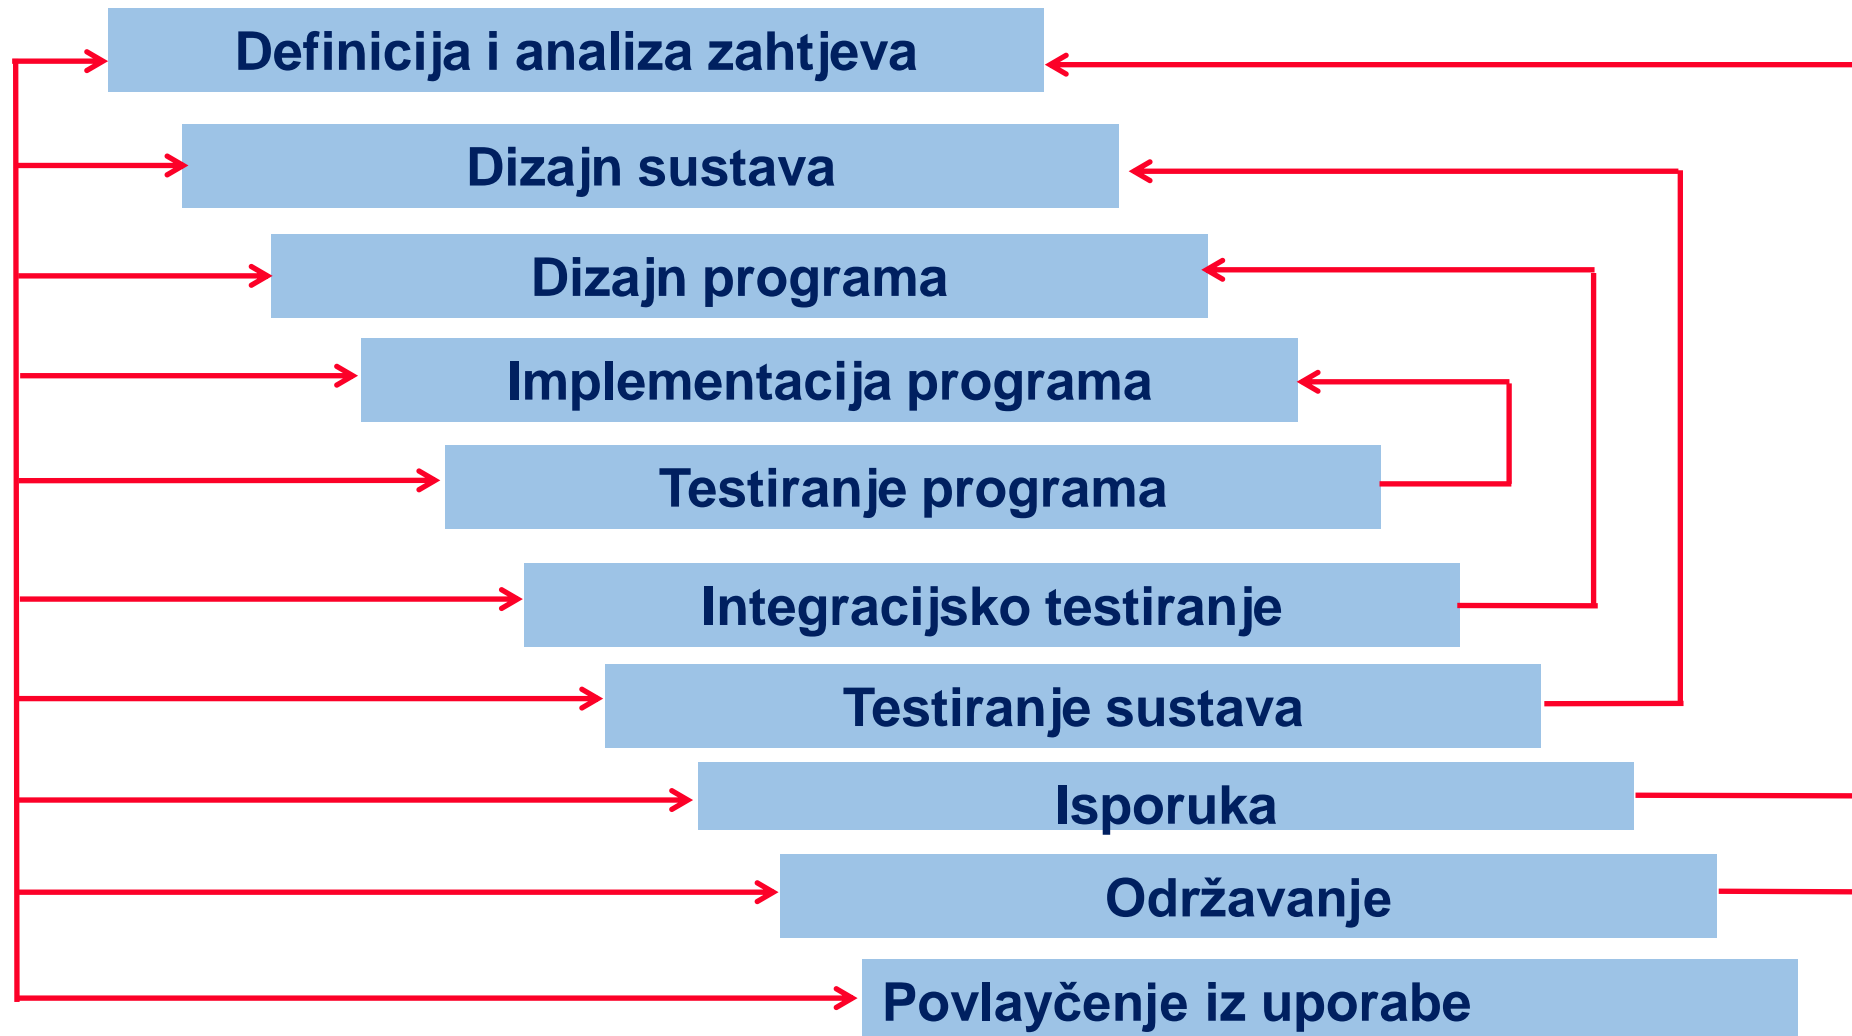 Definicija i analiza zahtjeva
Dizajn sustava
Dizajn programa
Implementacija programa
Testiranje programa
Integracijsko testiranje
Testiranje sustava
Isporuka
Održavanje
Povlayčenje iz uporabe